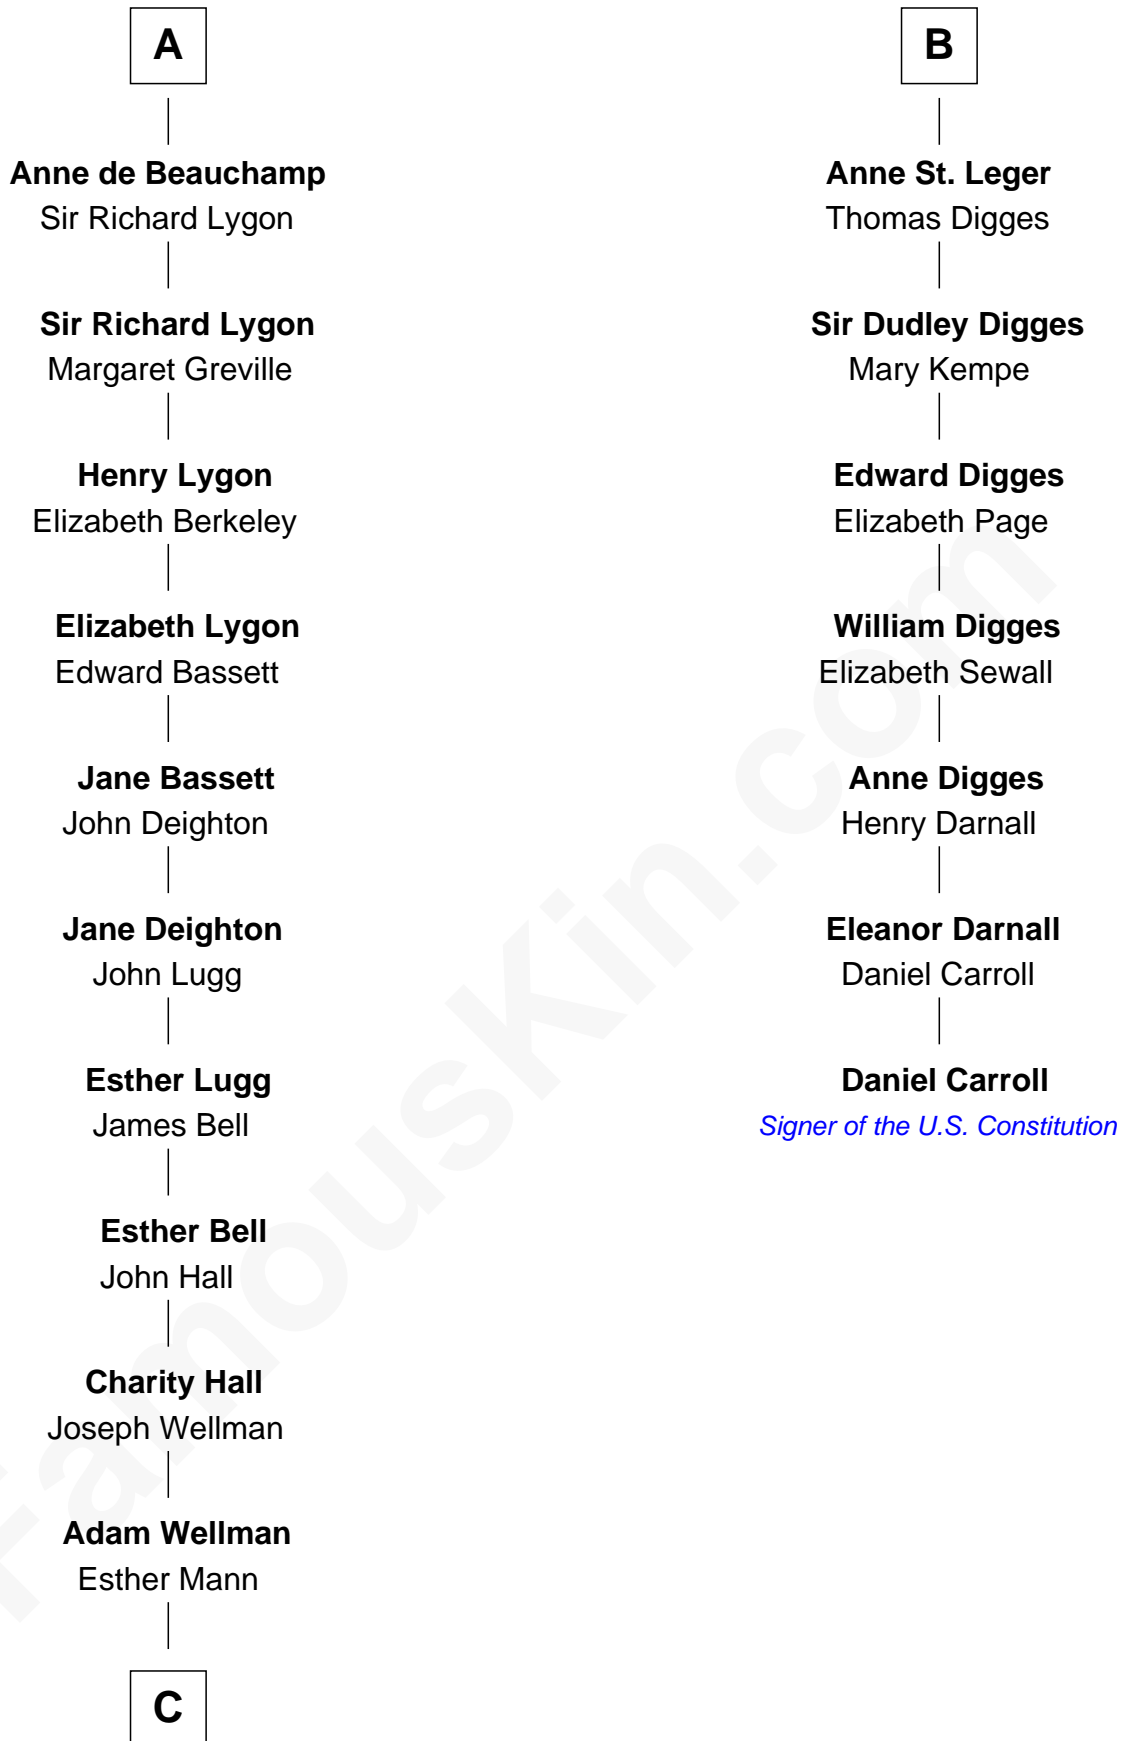 A
Anne de Beauchamp
Sir Richard Lygon
Sir Richard Lygon
Margaret Greville
Henry Lygon
Elizabeth Berkeley
Elizabeth Lygon
Edward Bassett
Jane Bassett
John Deighton
Jane Deighton
John Lugg
Esther Lugg
James Bell
Esther Bell
John Hall
Charity Hall
Joseph Wellman
Adam Wellman
Esther Mann
C
B
Anne St. Leger
Thomas Digges
Sir Dudley Digges
Mary Kempe
Edward Digges
Elizabeth Page
William Digges
Elizabeth Sewall
Anne Digges
Henry Darnall
Eleanor Darnall
Daniel Carroll
Daniel Carroll
Signer of the U.S. Constitution
FamousKin.com